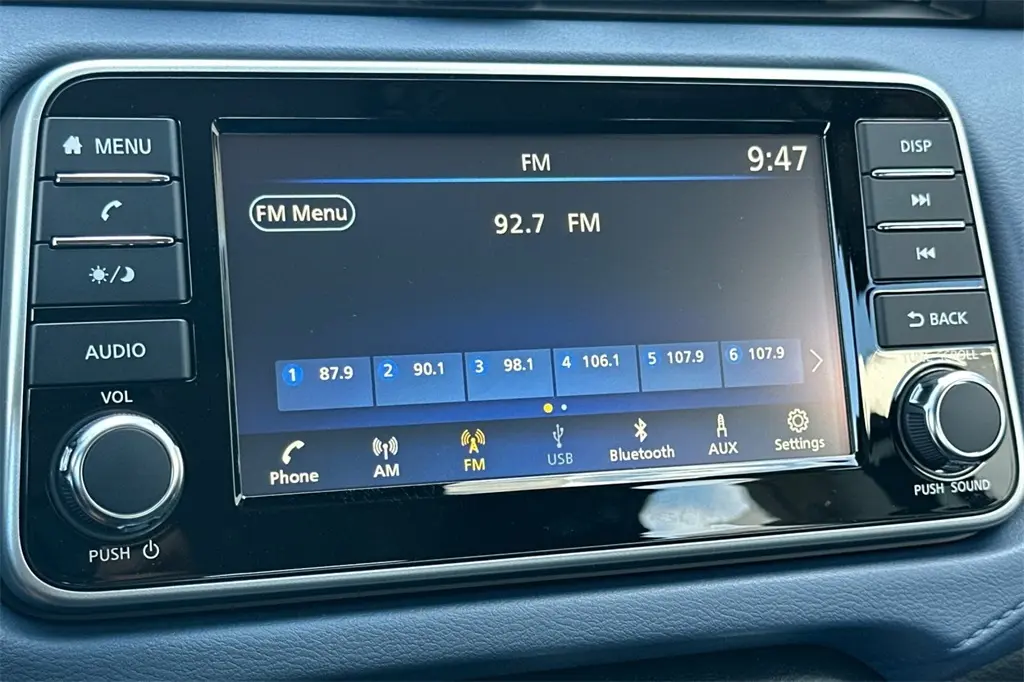 MENU
AUDIO
VOL
PUSH
FM
9:47
FM Menu
92.7 FM
1 87.9
2 90.1
3 98.1
4 106.1
5 107.9
6 107.9
Phone
AM
FM
USB
Bluetooth
AUX
Settings
DISP
BACK
TUNE·SCROLL
PUSH SOUND